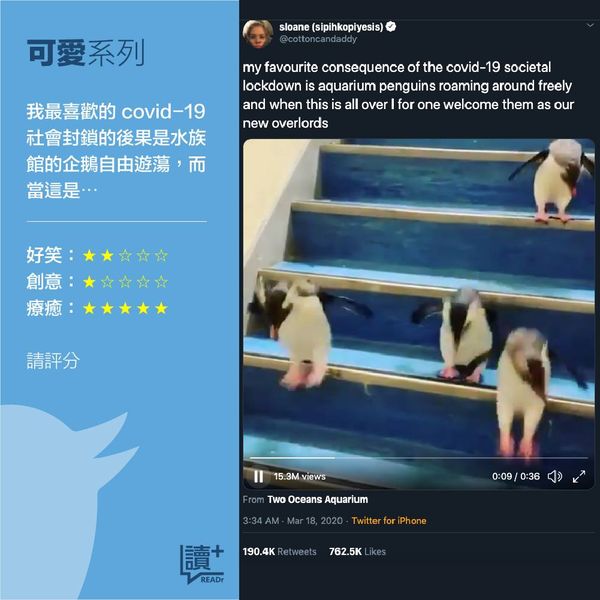 可愛系列
我最喜歡的 covid-19
社會封鎖的後果是水族
館的企鵝自由遊蕩，而
當這是…
好笑：★★☆☆☆
創意：★☆☆☆☆
療癒：★★★★★
請評分
讀+
READr
sloane (sipihkopiyesis)
@cottoncandaddy
my favourite consequence of the covid-19 societal
lockdown is aquarium penguins roaming around freely
and when this is all over I for one welcome them as our
new overlords
15.3M views
0:09 / 0:36
From Two Oceans Aquarium
3:34 AM · Mar 18, 2020 · Twitter for iPhone
190.4K Retweets 762.5K Likes